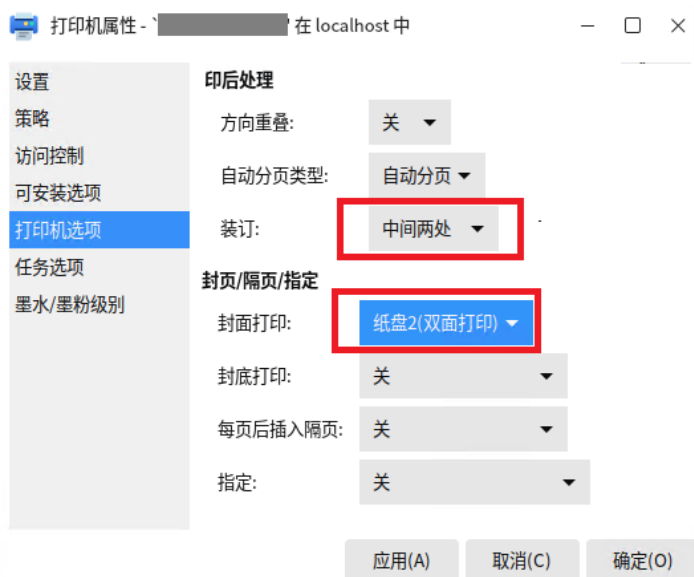 打印机属性 - ` ' 在 localhost 中
设置
策略
访问控制
可安装选项
打印机选项
任务选项
墨水/墨粉级别
印后处理
方向重叠: 关
自动分页类型: 自动分页
装订: 中间两处
封页/隔页/指定
封面打印: 纸盘2(双面打印)
封底打印: 关
每页后插入隔页: 关
指定: 关
应用(A) 取消(C) 确定(O)